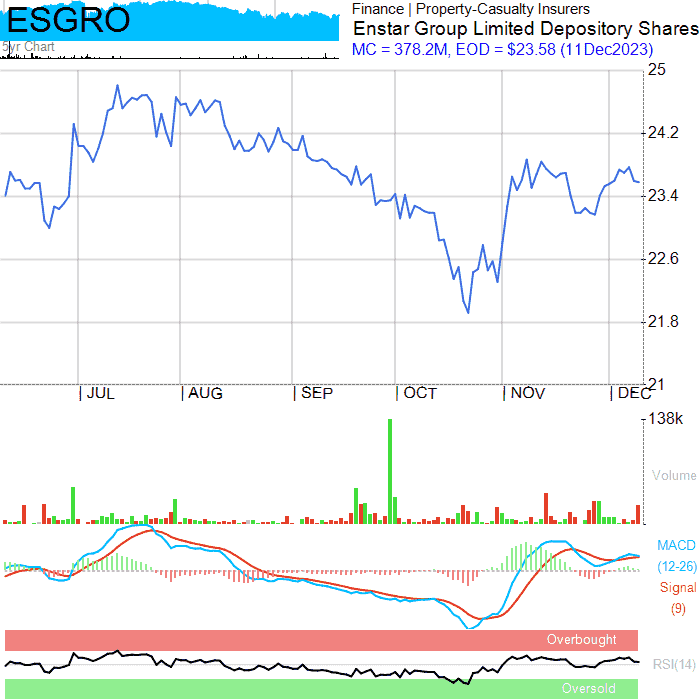 ESGRO
5yr Chart
Finance | Property-Casualty Insurers
Enstar Group Limited Depository Shares
MC = 378.2M, EOD = $23.58 (11Dec2023)
25
24.2
23.4
22.6
21.8
21
| JUL | AUG | SEP | OCT | NOV | DEC
138k
Volume
MACD
(12-26)
Signal
(9)
Overbought
RSI(14)
Oversold